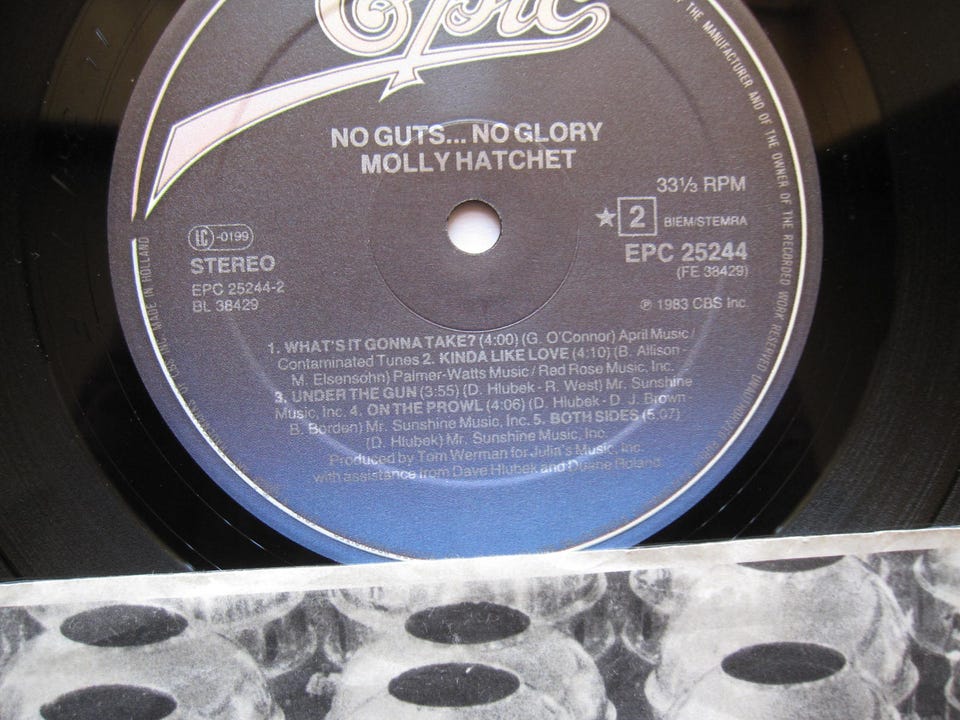 Epic
OF THE MANUFACTURER AND OF THE OWNER OF THE RECORDED WORK RESERVED
NO GUTS... NO GLORY
MOLLY HATCHET
33⅓ RPM
★ 2 BIEM/STEMRA
EPC 25244
(FE 38429)
℗ 1983 CBS Inc.
LC -0199
STEREO
EPC 25244-2
BL 38429
1. WHAT'S IT GONNA TAKE? (4:00) (G. O'Connor) April Music /
Contaminated Tunes 2. KINDA LIKE LOVE (4:10) (B. Allison -
M. Elsensohn) Palmer-Watts Music / Red Rose Music, Inc.
3. UNDER THE GUN (3:55) (D. Hlubek - R. West) Mr. Sunshine
Music, Inc. 4. ON THE PROWL (4:06) (D. Hlubek - D. J. Brown -
B. Borden) Mr. Sunshine Music, Inc. 5. BOTH SIDES (5:07)
(D. Hlubek) Mr. Sunshine Music, Inc.
Produced by Tom Werman for Julia's Music, Inc.
with assistance from Dave Hlubek and Duane Roland.
MADE IN HOLLAND